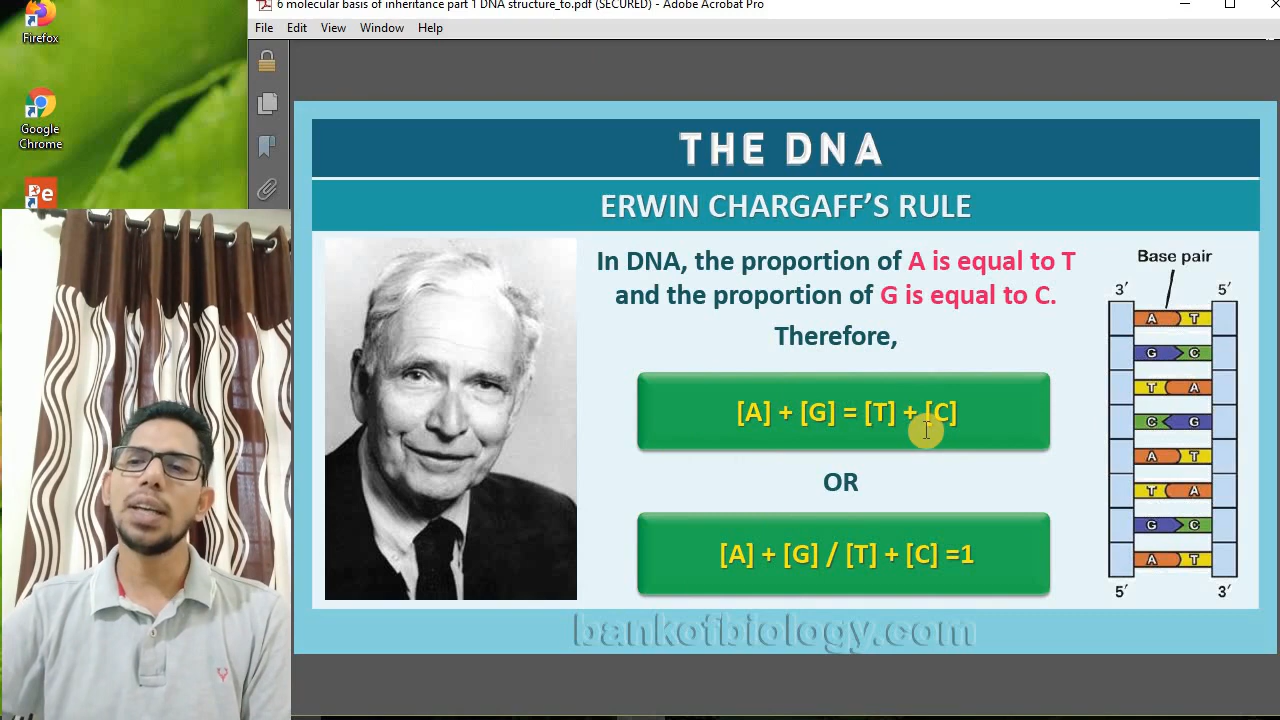 6 molecular basis of inheritance part 1 DNA structure_to.pdf (SECURED) - Adobe Acrobat Pro
File Edit View Window Help
Firefox
Google
Chrome
Pe
THE DNA
ERWIN CHARGAFF'S RULE
In DNA, the proportion of A is equal to T
and the proportion of G is equal to C.
Therefore,
[A] + [G] = [T] + [C]
OR
[A] + [G] / [T] + [C] =1
Base pair
3′ 5′
A T
G C
T A
C G
A T
T A
G C
A T
5′ 3′
bankofbiology.com